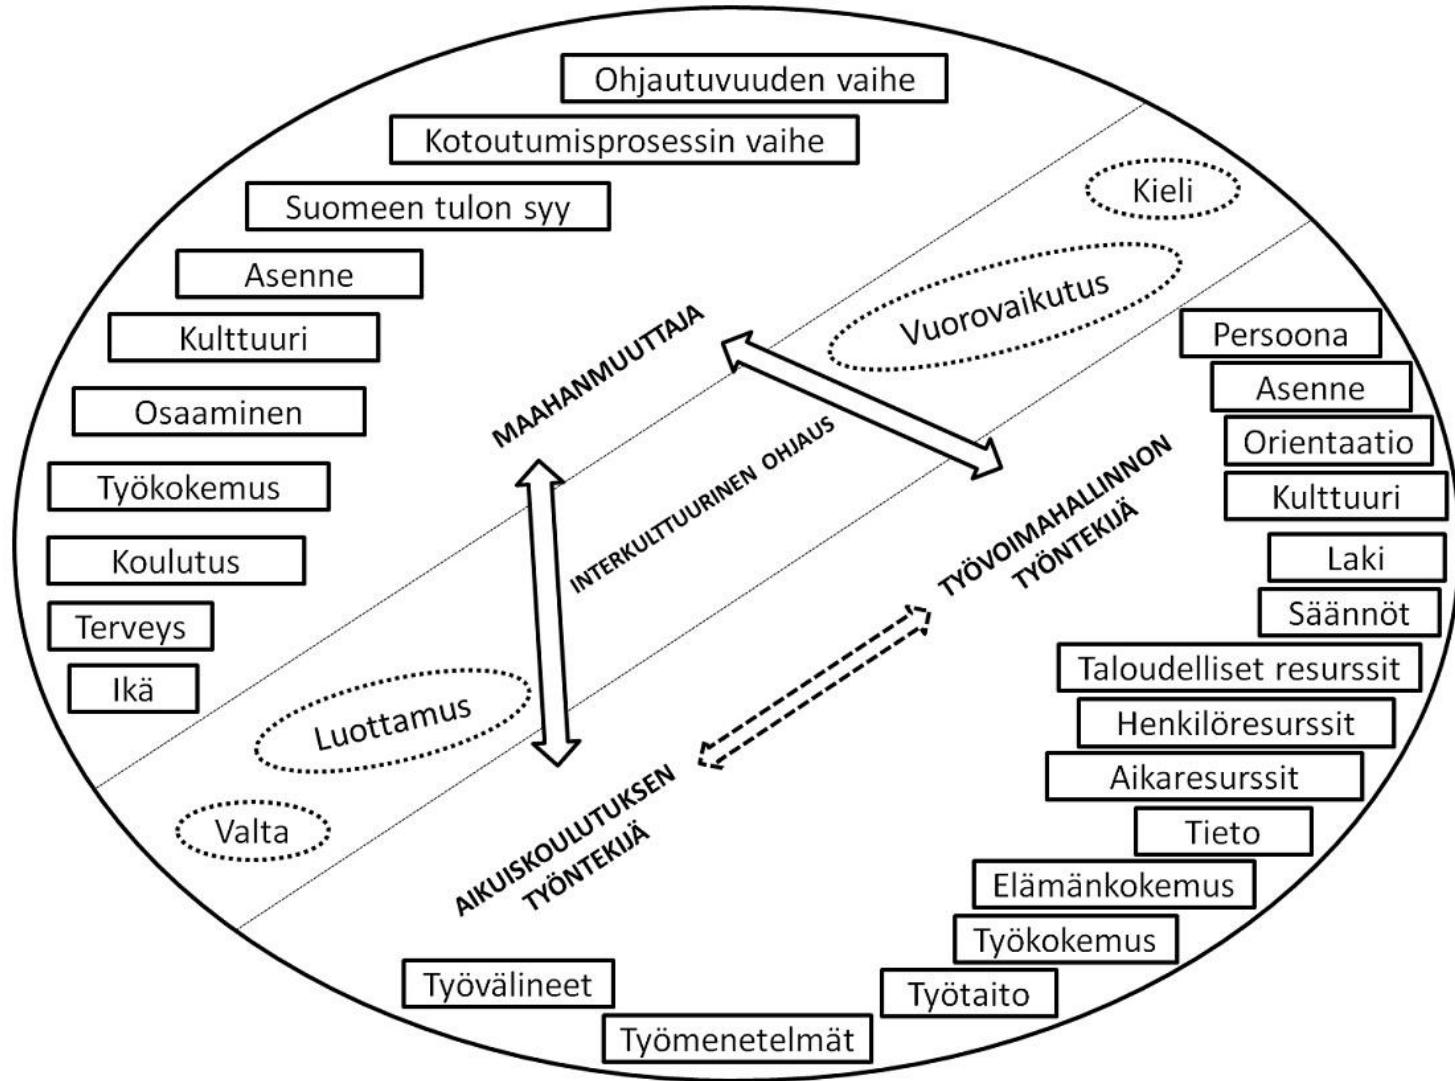 Ohjautuvuuden vaihe
Kotoutumisprosessin vaihe
Suomeen tulon syy
Asenne
Kulttuuri
Osaaminen
Työkokemus
Koulutus
Terveys
Ikä
MAAHANMUUTTAJA
INTERKULTTUURINEN OHJAUS
Kieli
Vuorovaikutus
Luottamus
Valta
TYÖVOIMAHALLINNON
TYÖNTEKIJÄ
AIKUISKOULUTUKSEN
TYÖNTEKIJÄ
Persoona
Asenne
Orientaatio
Kulttuuri
Laki
Säännöt
Taloudelliset resurssit
Henkilöresurssit
Aikaresurssit
Tieto
Elämänkokemus
Työkokemus
Työtaito
Työvälineet
Työmenetelmät